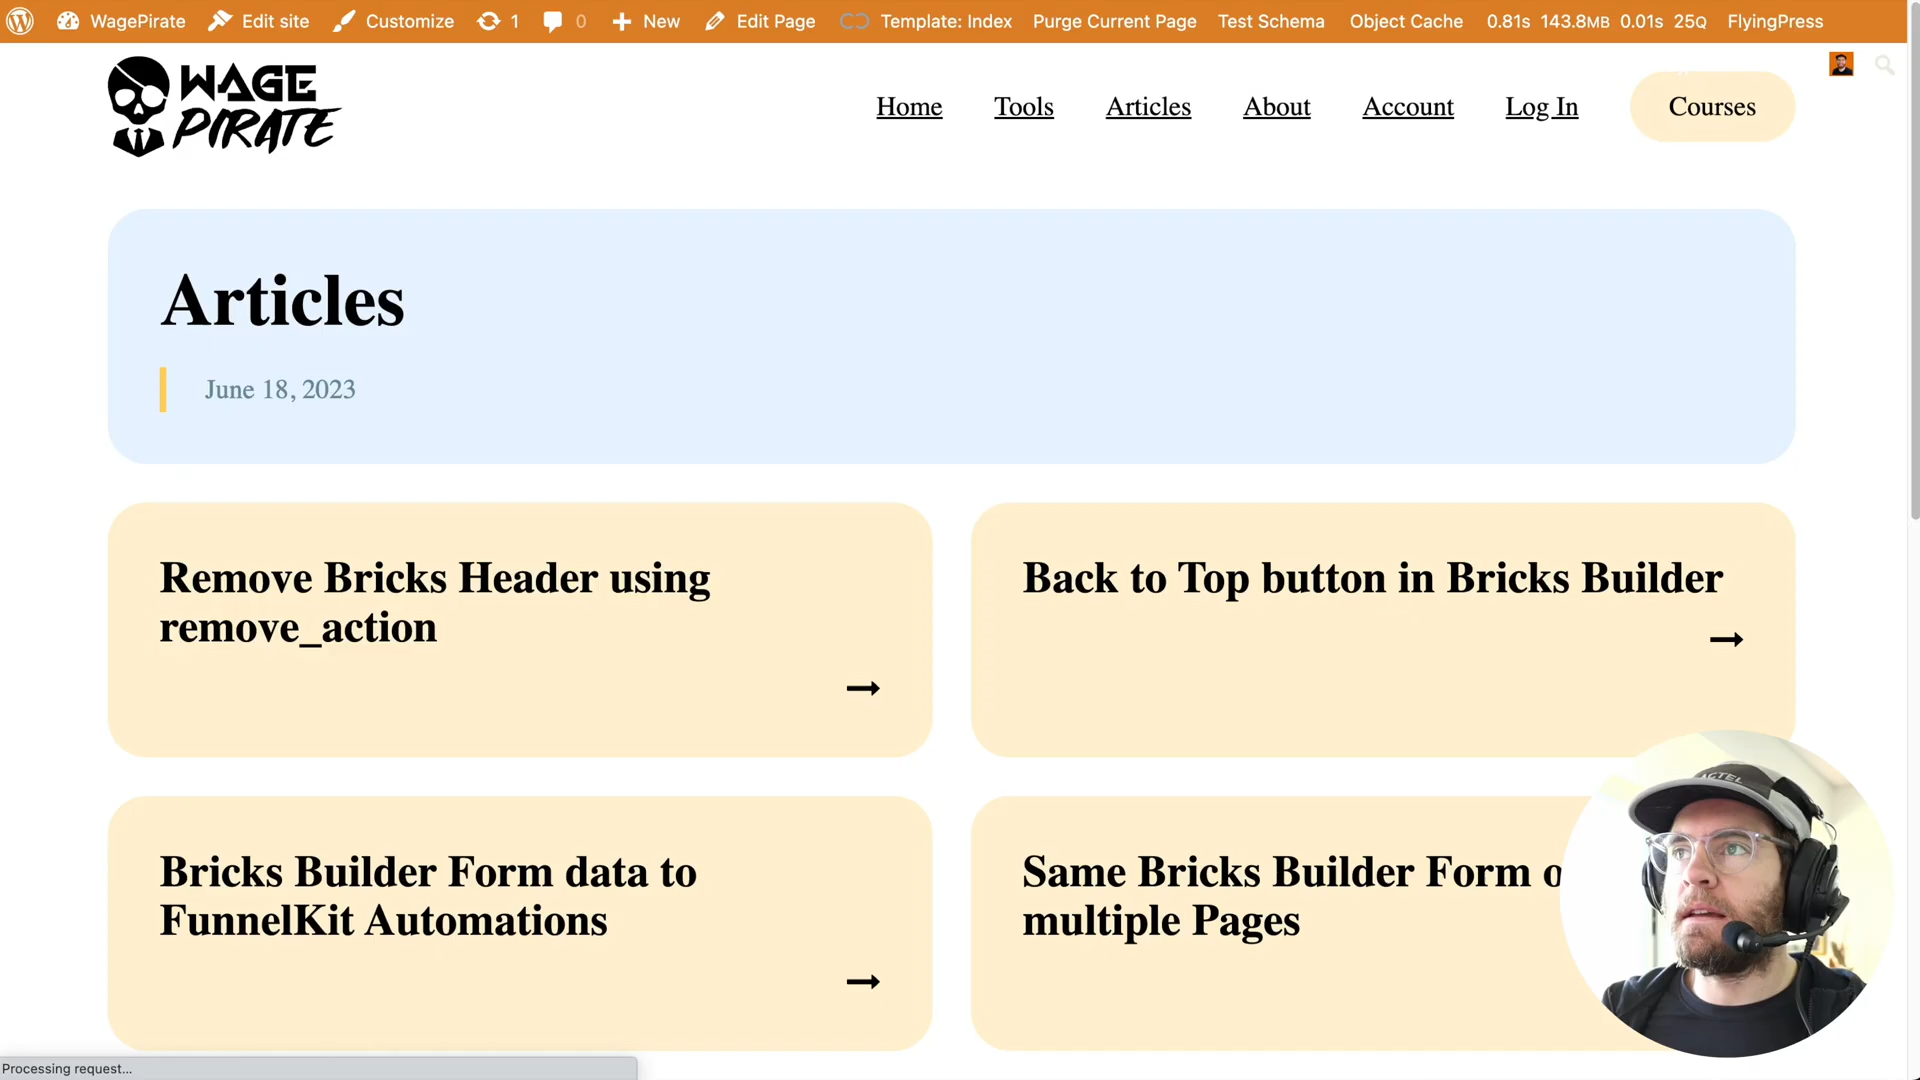 WagePirate Edit site Customize 1 0 New Edit Page Template: Index Purge Current Page Test Schema Object Cache 0.81s 143.8MB 0.01s 25Q FlyingPress
WAGE
PIRATE
Home Tools Articles About Account Log In Courses
Articles
June 18, 2023
Remove Bricks Header using
remove_action
Back to Top button in Bricks Builder
Bricks Builder Form data to
FunnelKit Automations
Same Bricks Builder Form o
multiple Pages
Processing request...